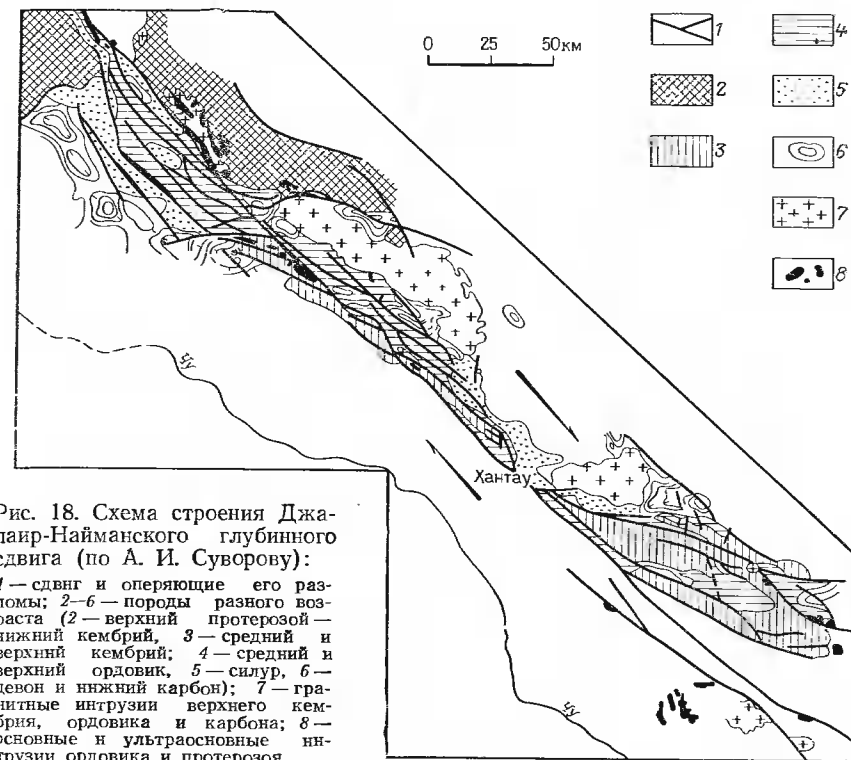 0 25 50км
1
2
3
4
5
6
7
8
Чу
Хантау
Чу
Рис. 18. Схема строения Джа-
лаир-Найманского глубинного
сдвига (по А. И. Суворову):
1 — сдвиг и оперяющие его раз-
ломы; 2—6 — породы разного воз-
раста (2 — верхний протерозой —
нижний кембрий, 3 — средний и
верхний кембрий; 4 — средний и
верхний ордовик, 5 — силур, 6 —
девон и нижний карбон); 7 — гра-
нитные интрузии верхнего кем-
брия, ордовика и карбона; 8 —
основные и ультраосновные ин-
трузии ордовика и протерозоя